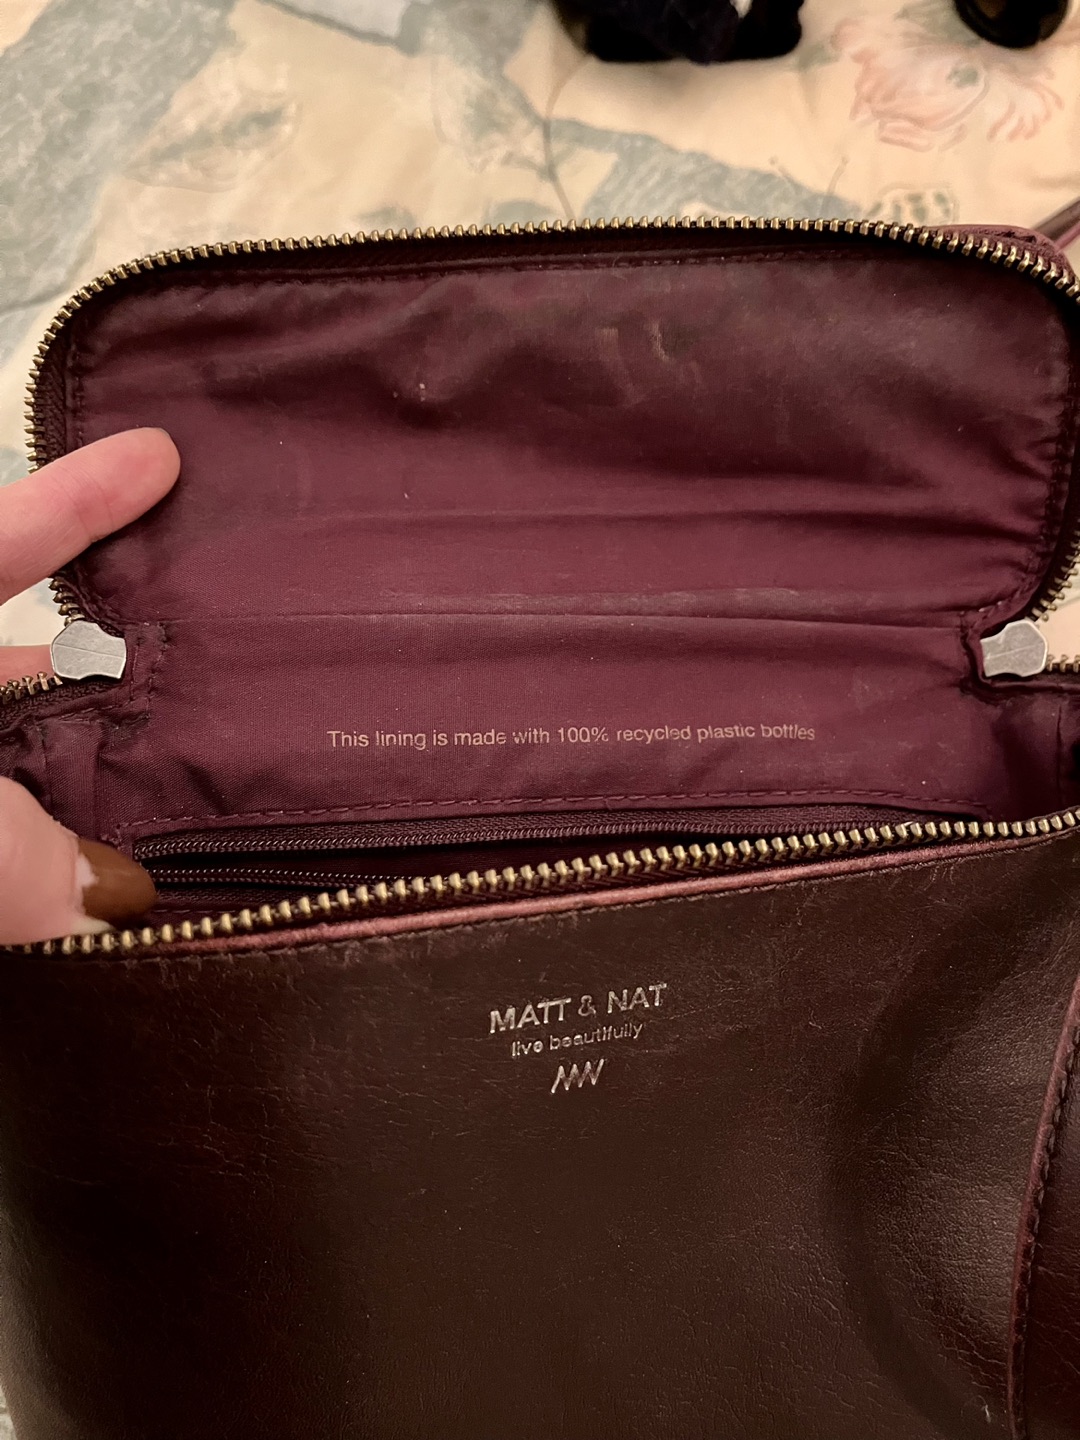 This lining is made with 100% recycled plastic bottles
MATT & NAT
live beautifully